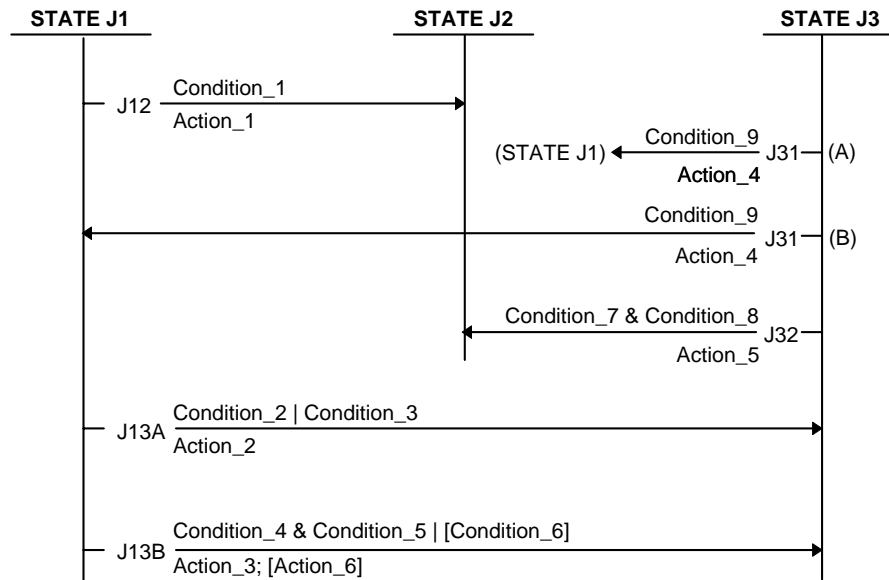 STATE J1 STATE J2 STATE J3
Condition_1
J12
Action_1
(STATE J1) Condition_9 J31 (A)
Action_4
Condition_9
J31 (B)
Action_4
Condition_7 & Condition_8
J32
Action_5
Condition_2 | Condition_3
J13A
Action_2
Condition_4 & Condition_5 | [Condition_6]
J13B
Action_3; [Action_6]